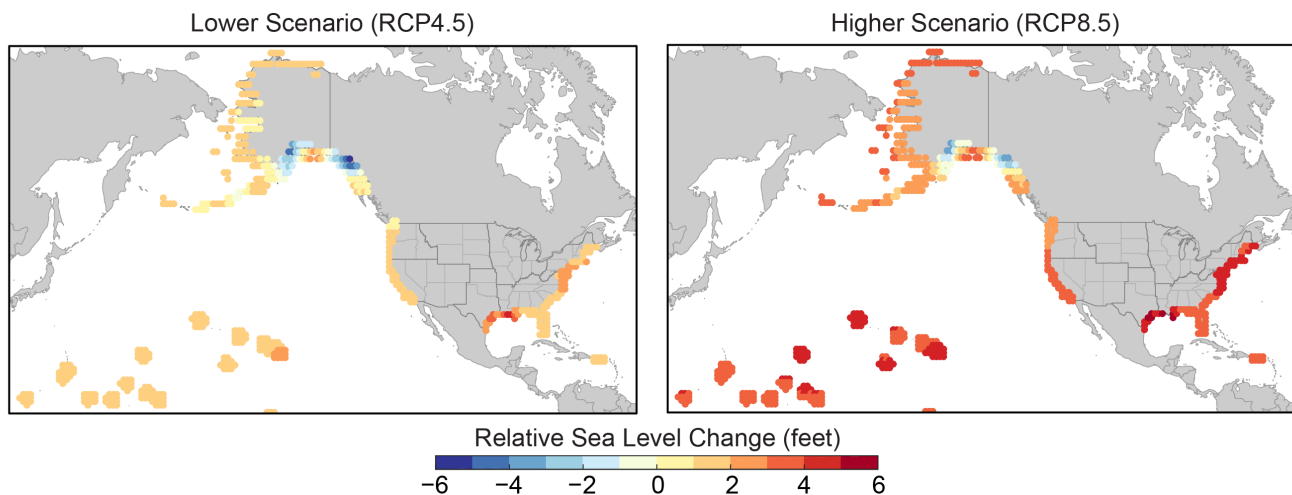 Lower Scenario (RCP4.5)
Higher Scenario (RCP8.5)
Relative Sea Level Change (feet)
−6 −4 −2 0 2 4 6